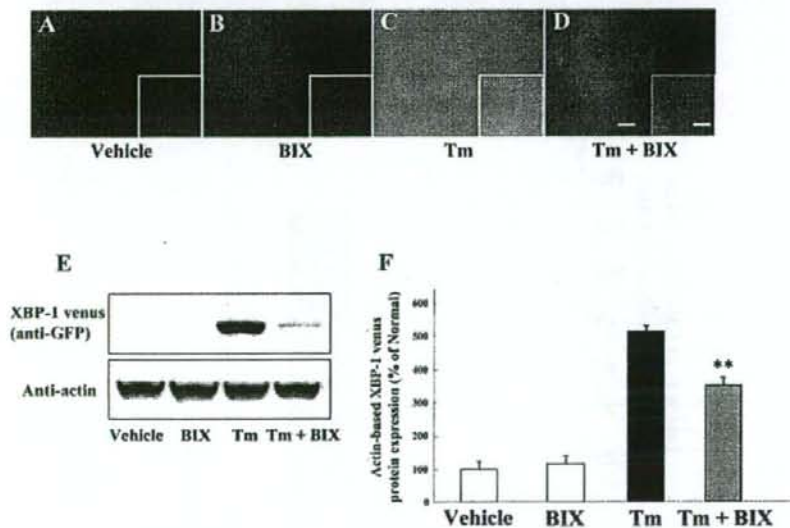 A B C D
Vehicle BIX Tm Tm + BIX
E
XBP-1 venus
(anti-GFP)
Anti-actin
Vehicle BIX Tm Tm + BIX
F
Actin-based XBP-1 venus
protein expression (% of Normal)
600
500
400
300
200
100
0
**
Vehicle BIX Tm Tm + BIX